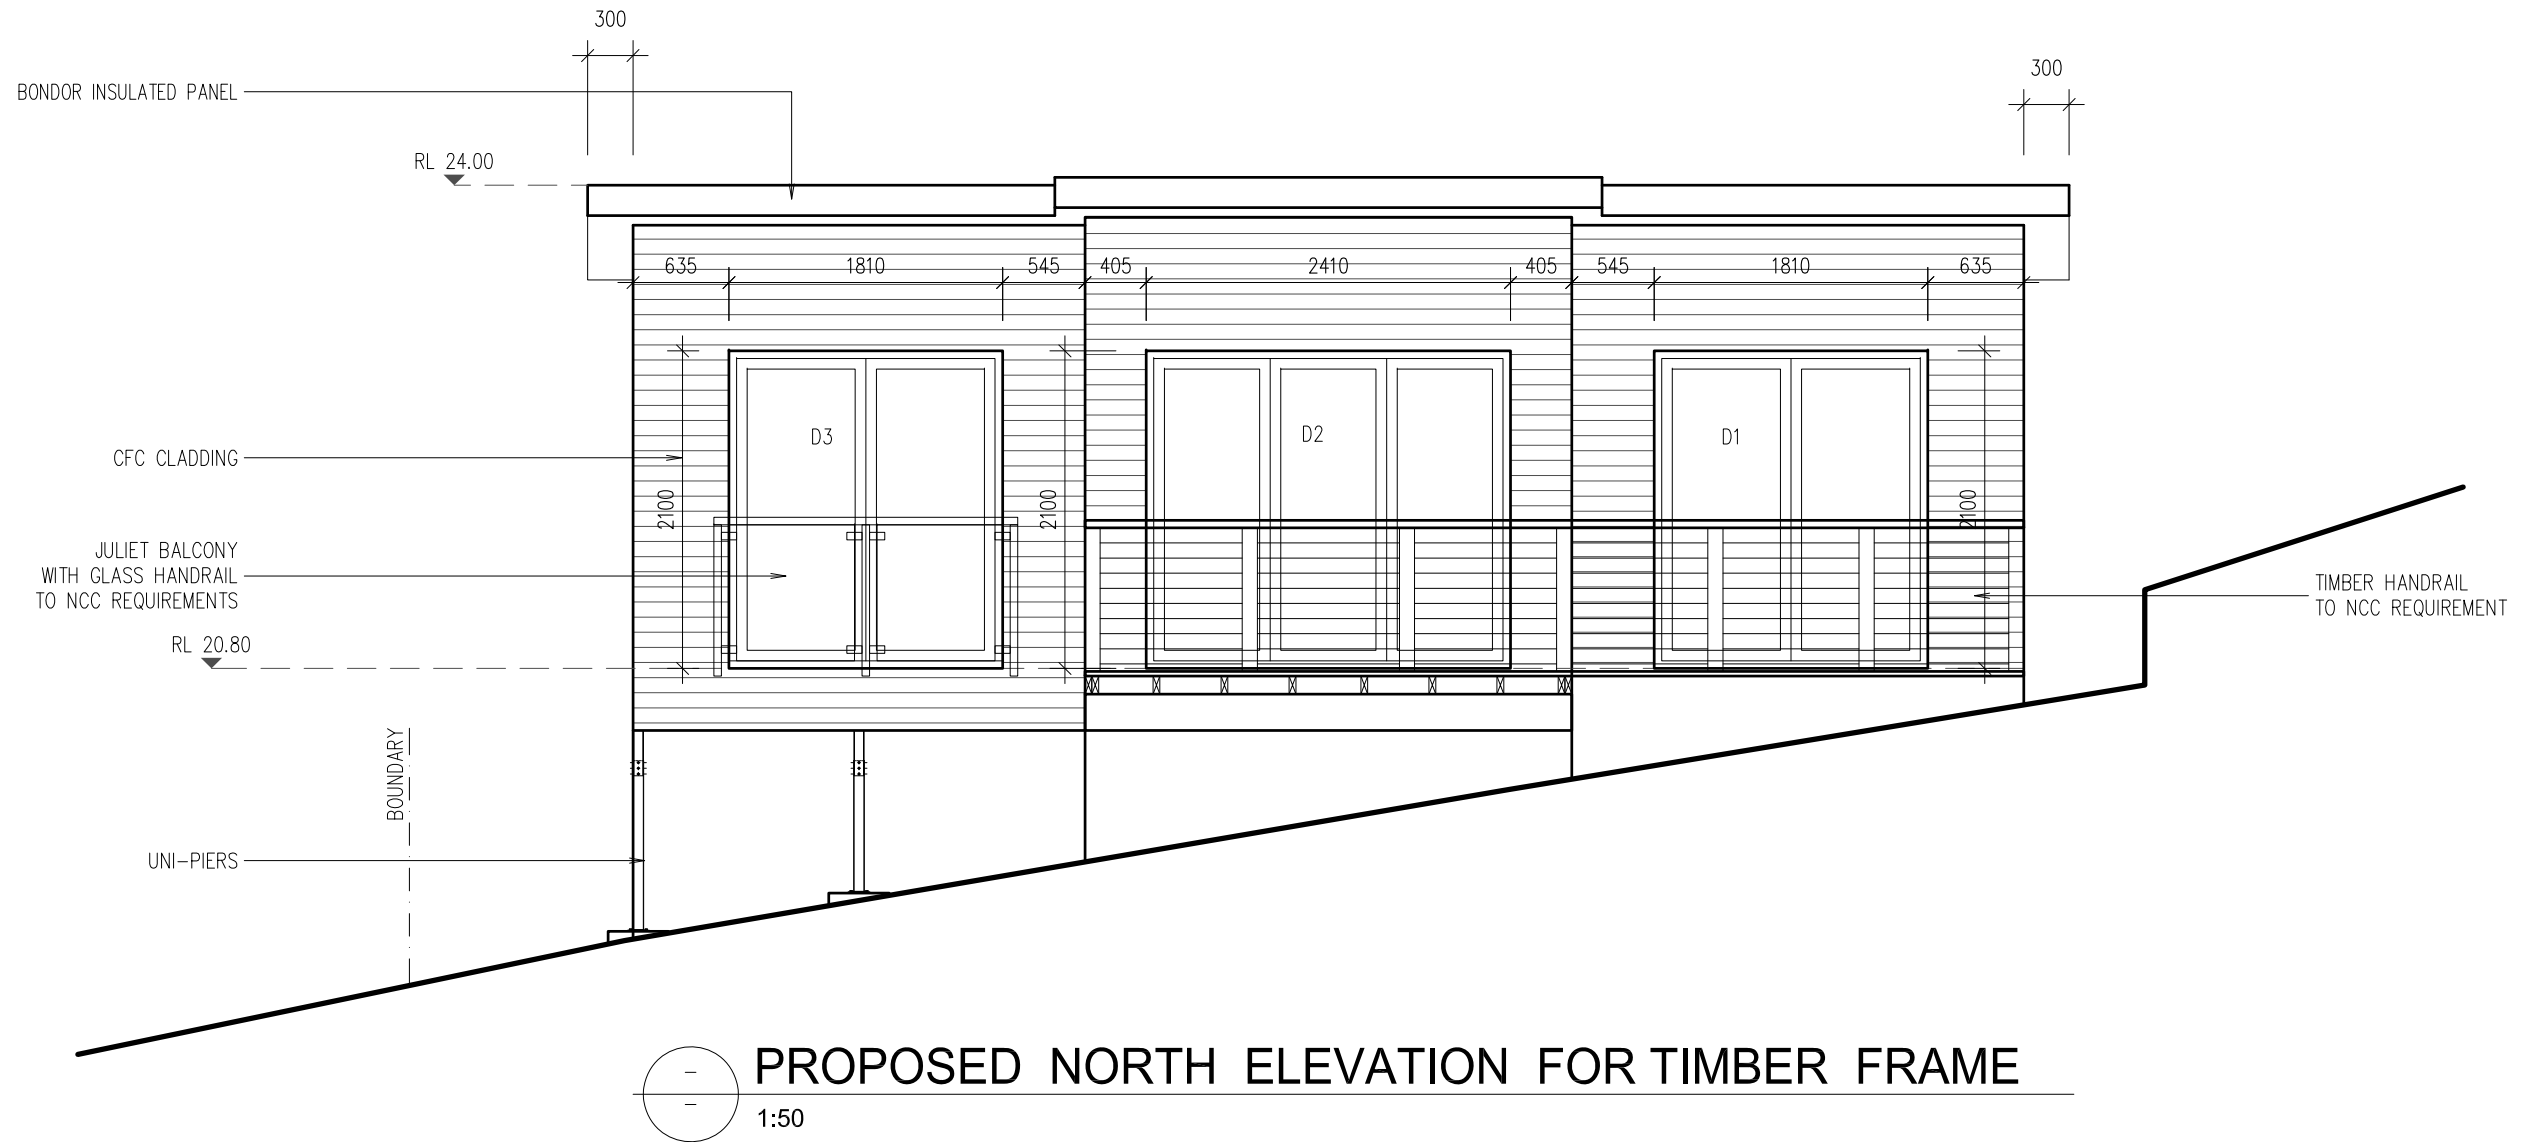 300
300
BONDOR INSULATED PANEL
RL 24.00
635 1810 545 405 2410 405 545 1810 635
D3 D2 D1
CFC CLADDING
2100 2100 2100
JULIET BALCONY
WITH GLASS HANDRAIL
TO NCC REQUIREMENTS
TIMBER HANDRAIL
TO NCC REQUIREMENT
RL 20.80
BOUNDARY
UNI-PIERS
PROPOSED NORTH ELEVATION FOR TIMBER FRAME
1:50